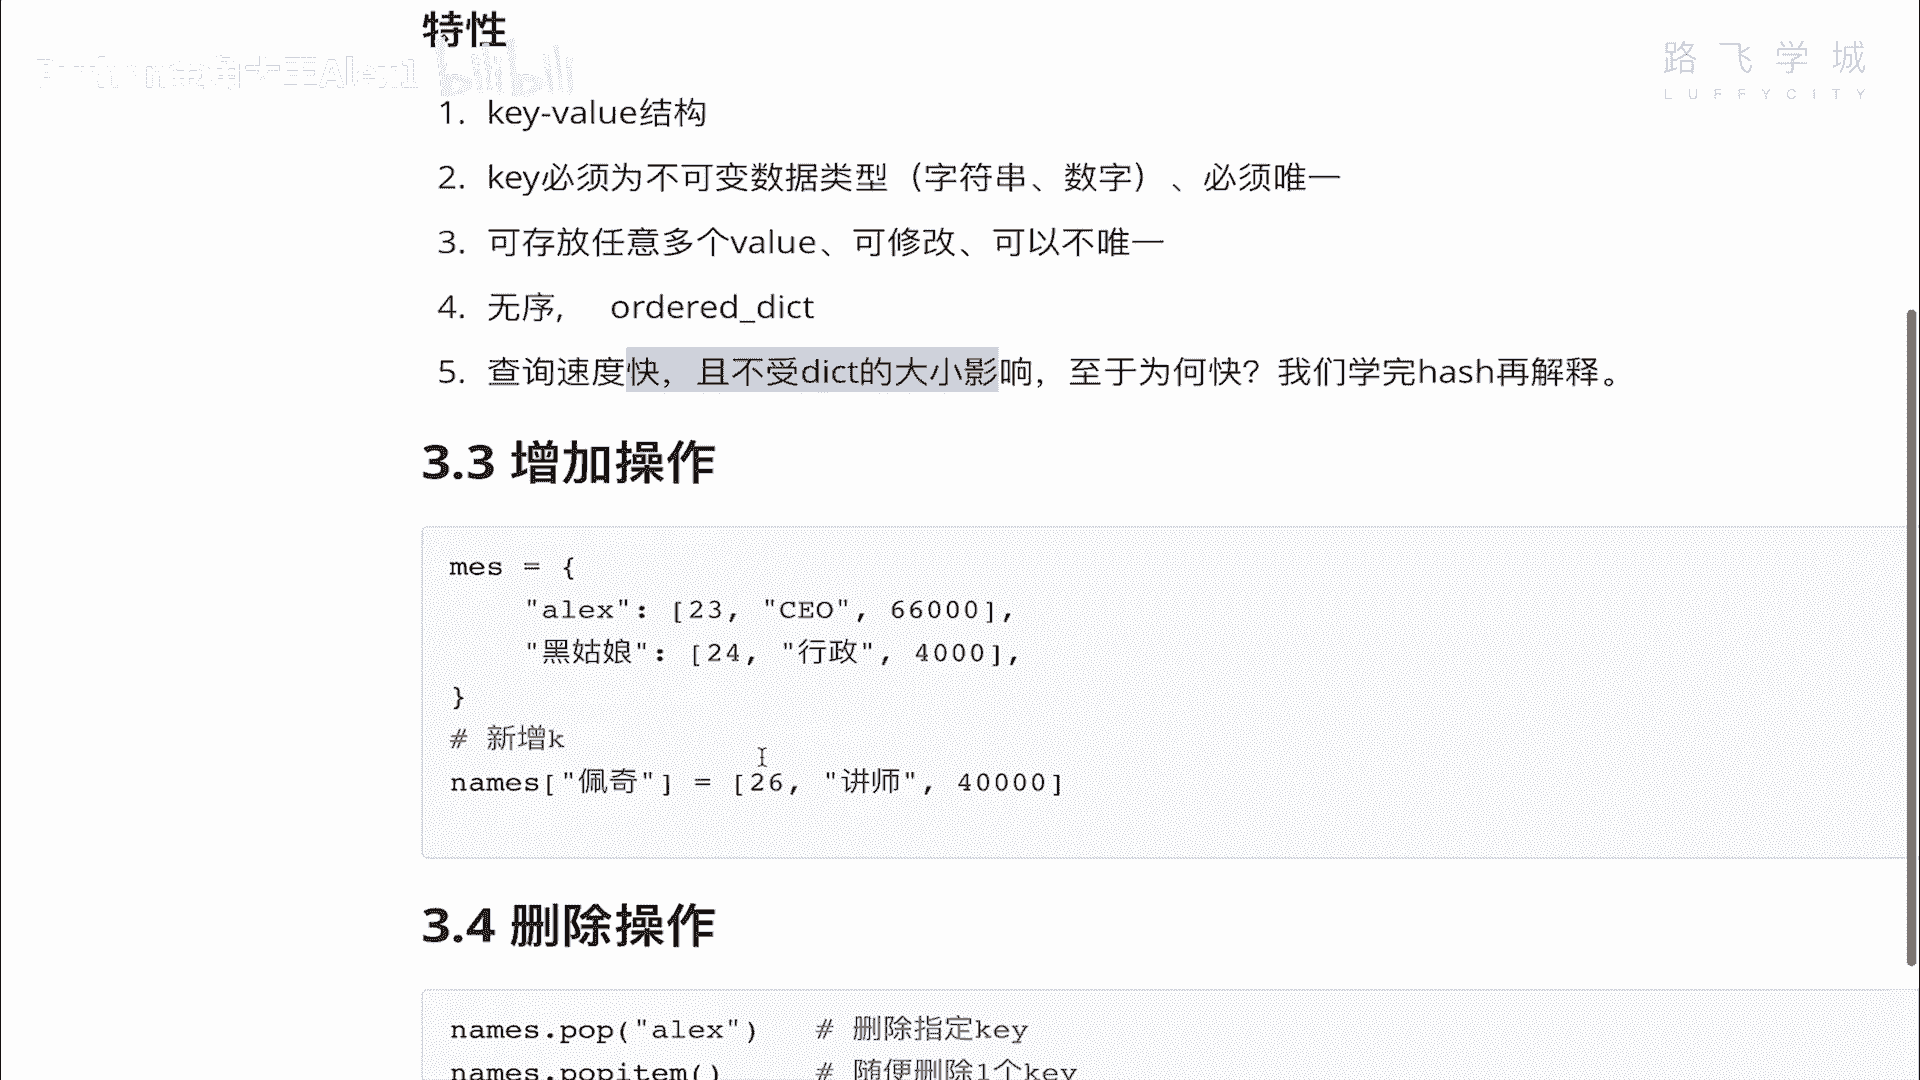 特性
路飞学城
LUFFYCITY
bilibili
1. key-value结构
2. key必须为不可变数据类型（字符串、数字）、必须唯一
3. 可存放任意多个value、可修改、可以不唯一
4. 无序， ordered_dict
5. 查询速度快，且不受dict的大小影响，至于为何快？我们学完hash再解释。
3.3 增加操作
mes = {
    "alex": [23, "CEO", 66000],
    "黑姑娘": [24, "行政", 4000],
}
# 新增k
names["佩奇"] = [26, "讲师", 40000]
3.4 删除操作
names.pop("alex")   # 删除指定key
names.popitem()     # 随便删除1个key